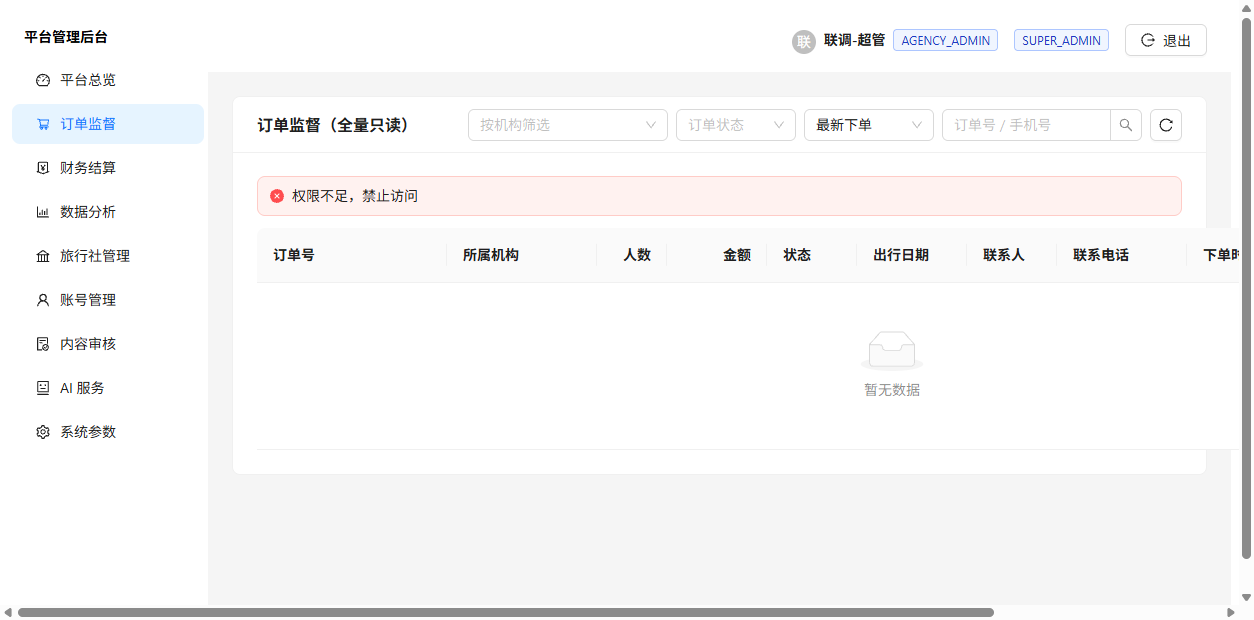 平台管理后台
联 联调-超管 AGENCY_ADMIN SUPER_ADMIN 退出
平台总览
订单监督
财务结算
数据分析
旅行社管理
账号管理
内容审核
AI 服务
系统参数
订单监督（全量只读） 按机构筛选 订单状态 最新下单 订单号 / 手机号
权限不足，禁止访问
订单号 所属机构 人数 金额 状态 出行日期 联系人 联系电话 下单
暂无数据